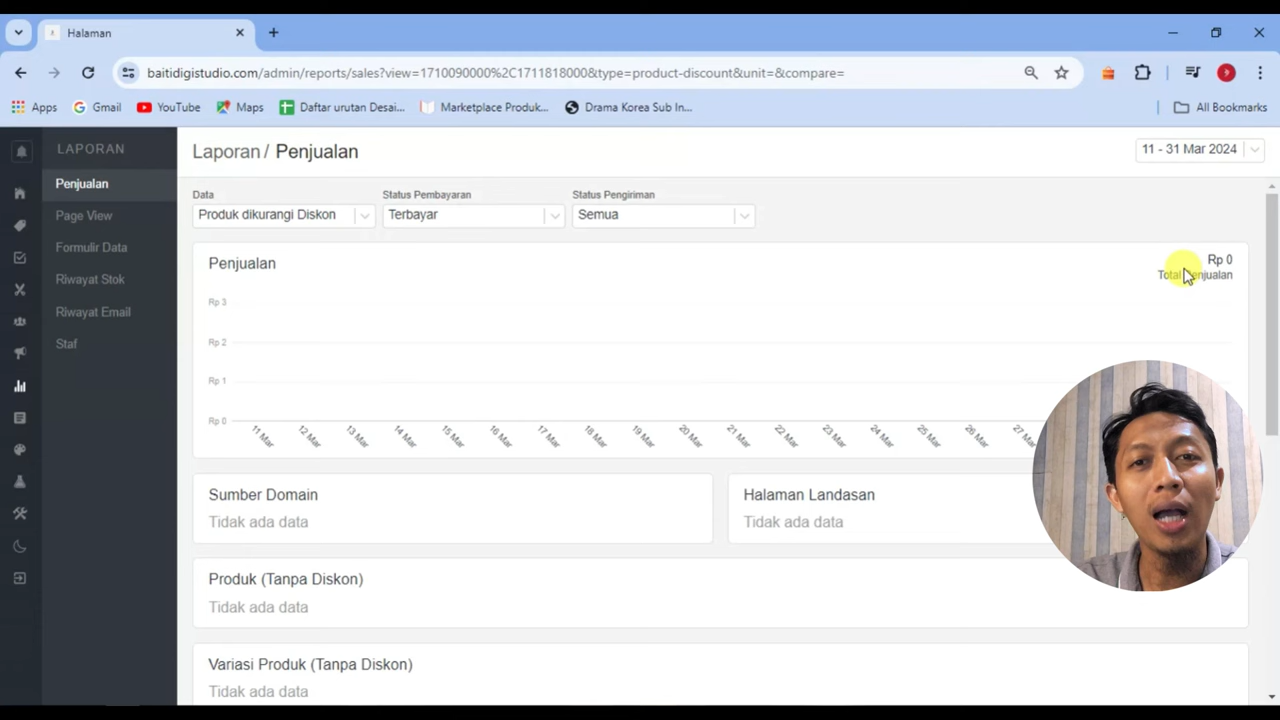 Halaman
baitidigistudio.com/admin/reports/sales?view=1710090000%2C1711818000&type=product-discount&unit=&compare=
Apps
Gmail
YouTube
Maps
Daftar urutan Desai...
Marketplace Produk...
Drama Korea Sub In...
All Bookmarks
LAPORAN
Penjualan
Page View
Formulir Data
Riwayat Stok
Riwayat Email
Staf
Laporan / Penjualan
11 - 31 Mar 2024
Data
Produk dikurangi Diskon
Status Pembayaran
Terbayar
Status Pengiriman
Semua
Penjualan
Rp 0
Total Penjualan
Rp 3
Rp 2
Rp 1
Rp 0
11 Mar
12 Mar
13 Mar
14 Mar
15 Mar
16 Mar
17 Mar
18 Mar
19 Mar
20 Mar
21 Mar
22 Mar
23 Mar
24 Mar
25 Mar
26 Mar
27 Mar
Sumber Domain
Tidak ada data
Halaman Landasan
Tidak ada data
Produk (Tanpa Diskon)
Tidak ada data
Variasi Produk (Tanpa Diskon)
Tidak ada data